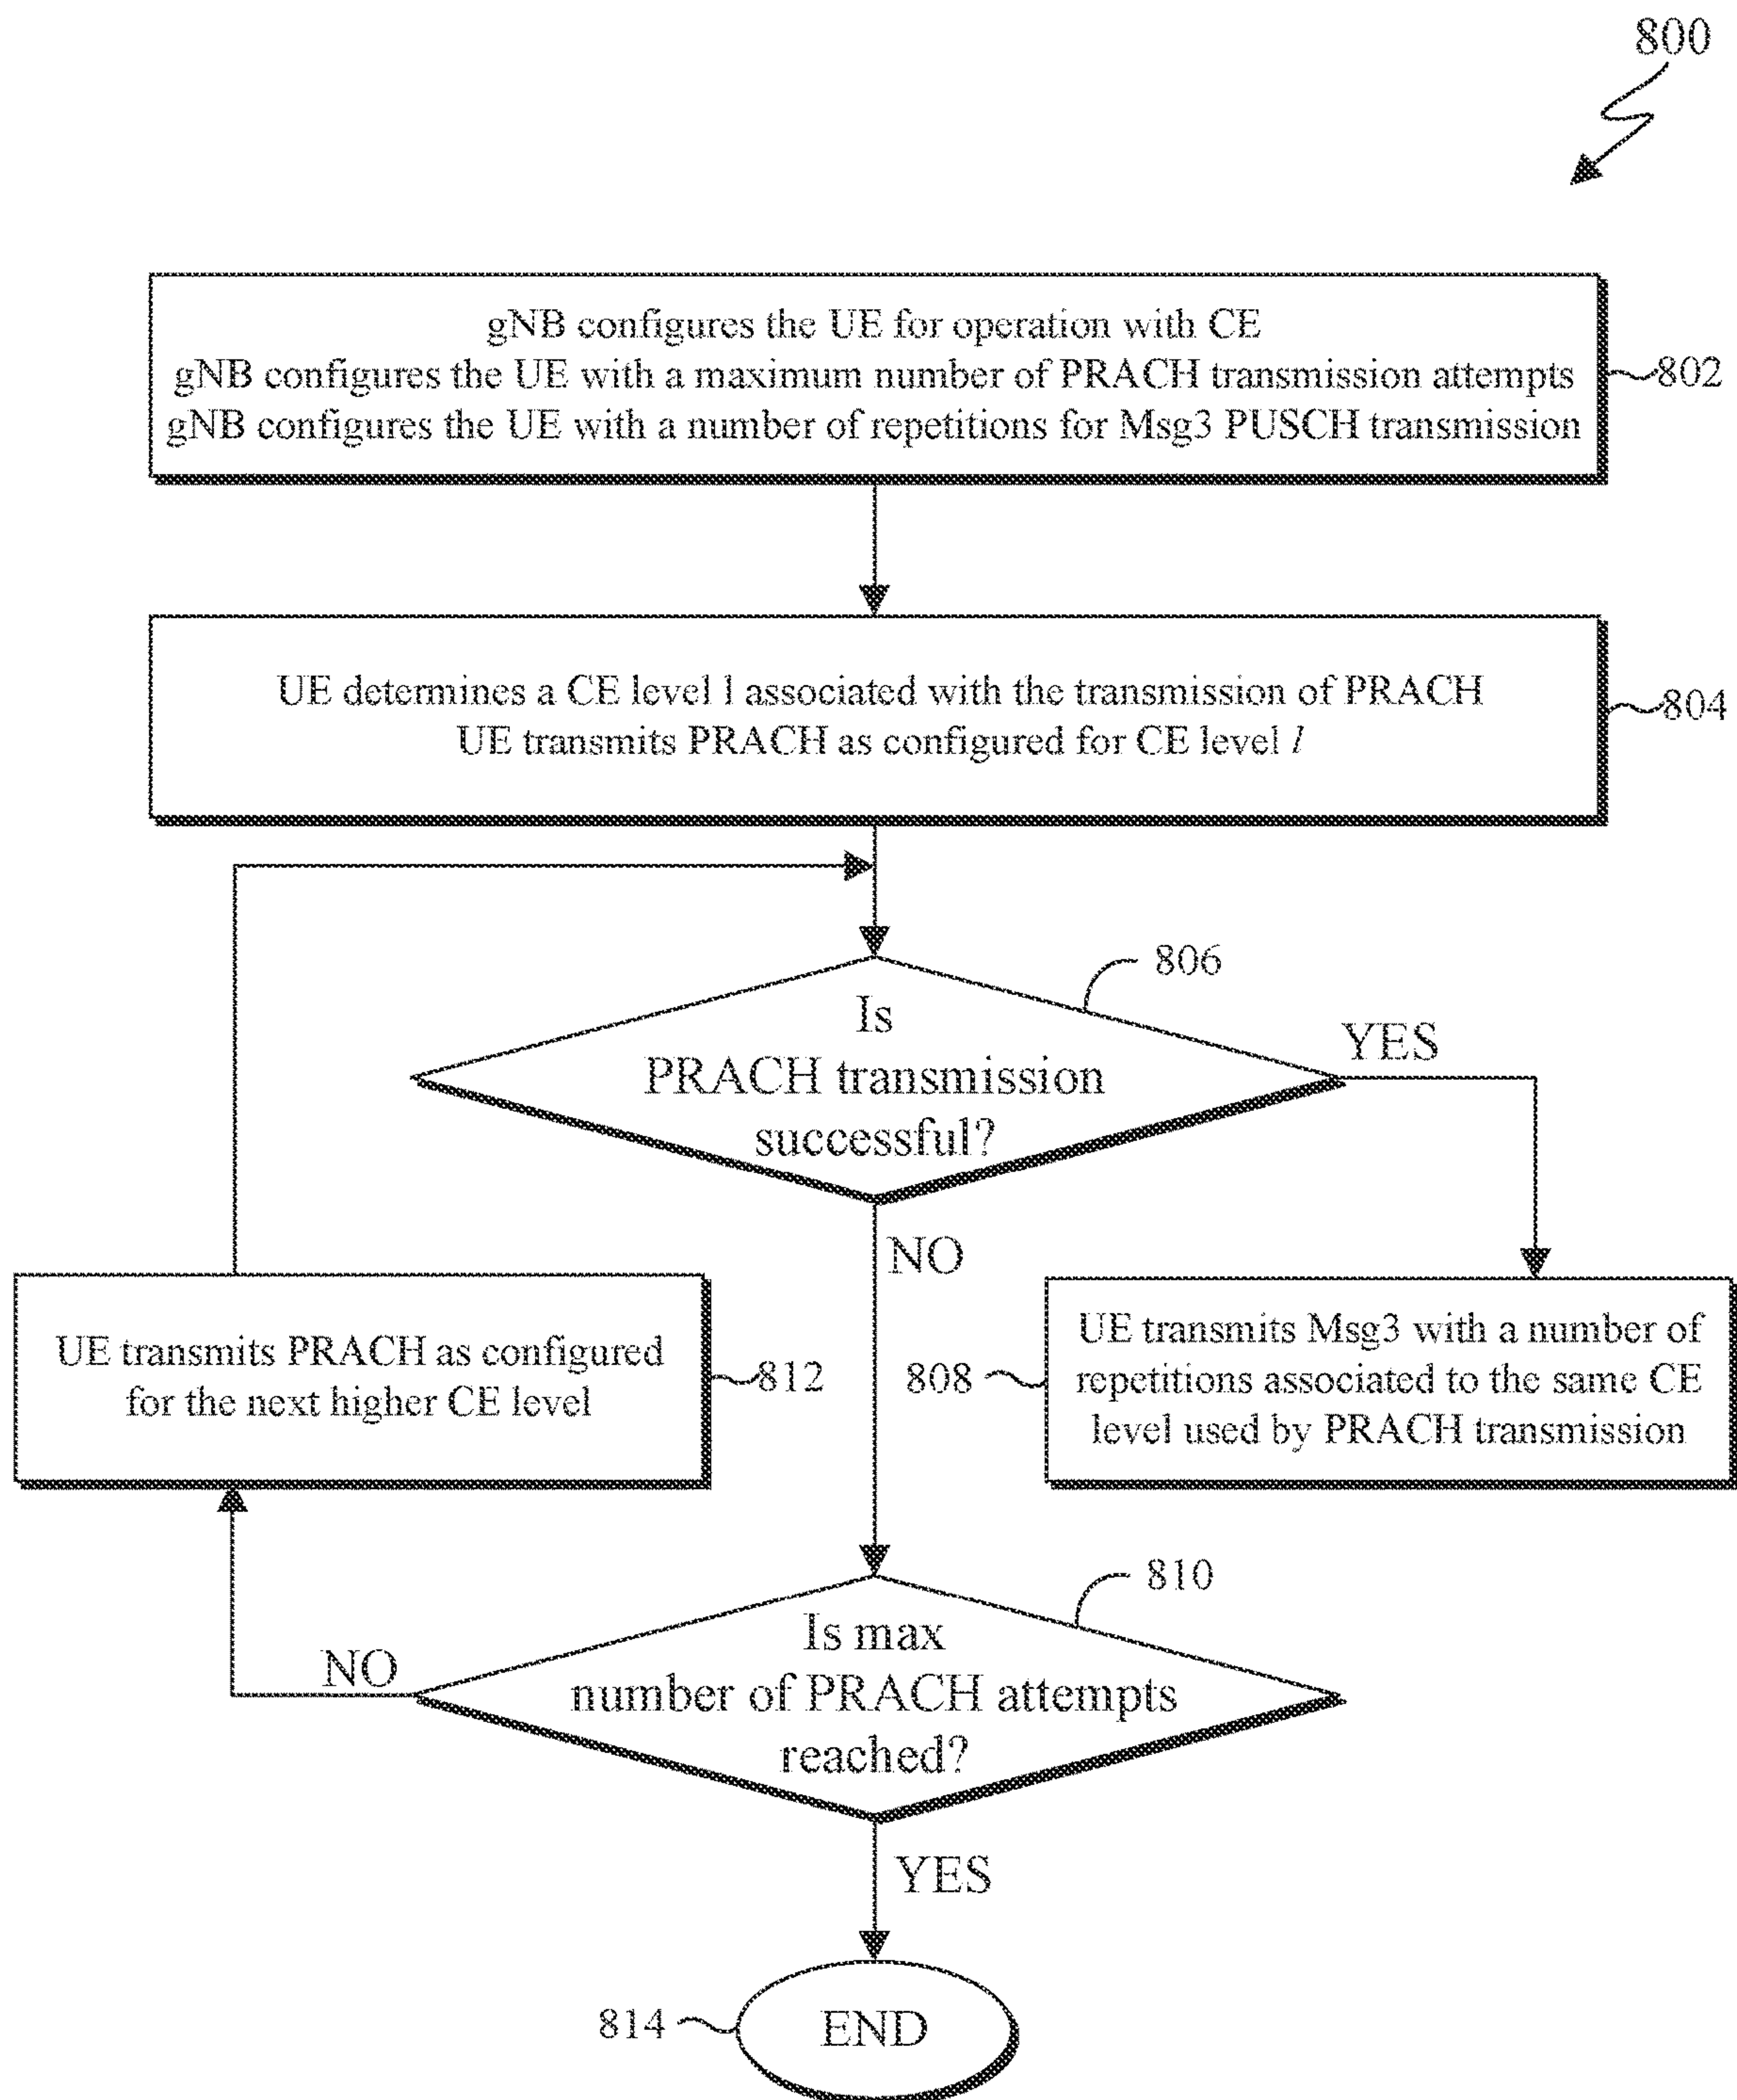 800
gNB configures the UE for operation with CE
gNB configures the UE with a maximum number of PRACH transmission attempts
gNB configures the UE with a number of repetitions for Msg3 PUSCH transmission
802
UE determines a CE level l associated with the transmission of PRACH
UE transmits PRACH as configured for CE level l
804
806
Is
PRACH transmission
successful?
YES
NO
UE transmits PRACH as configured
for the next higher CE level
812
808
UE transmits Msg3 with a number of
repetitions associated to the same CE
level used by PRACH transmission
810
Is max
number of PRACH attempts
reached?
NO
YES
814
END